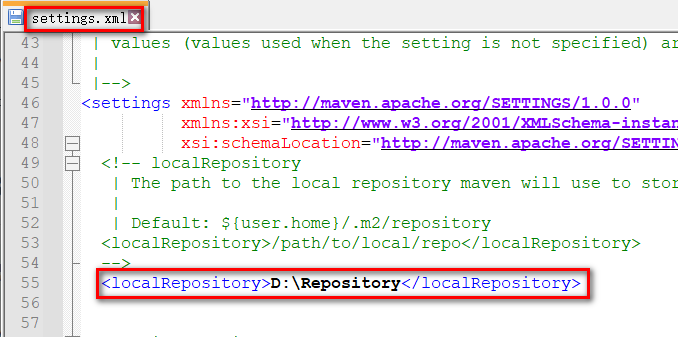 settings.xml
43 | values (values used when the setting is not specified) ar
44 |
45 |-->
46 <settings xmlns="http://maven.apache.org/SETTINGS/1.0.0"
47 xmlns:xsi="http://www.w3.org/2001/XMLSchema-instan
48 xsi:schemaLocation="http://maven.apache.org/SETTIN
49 <!-- localRepository
50 | The path to the local repository maven will use to stor
51 |
52 | Default: ${user.home}/.m2/repository
53 <localRepository>/path/to/local/repo</localRepository>
54 -->
55 <localRepository>D:\Repository</localRepository>
56
57